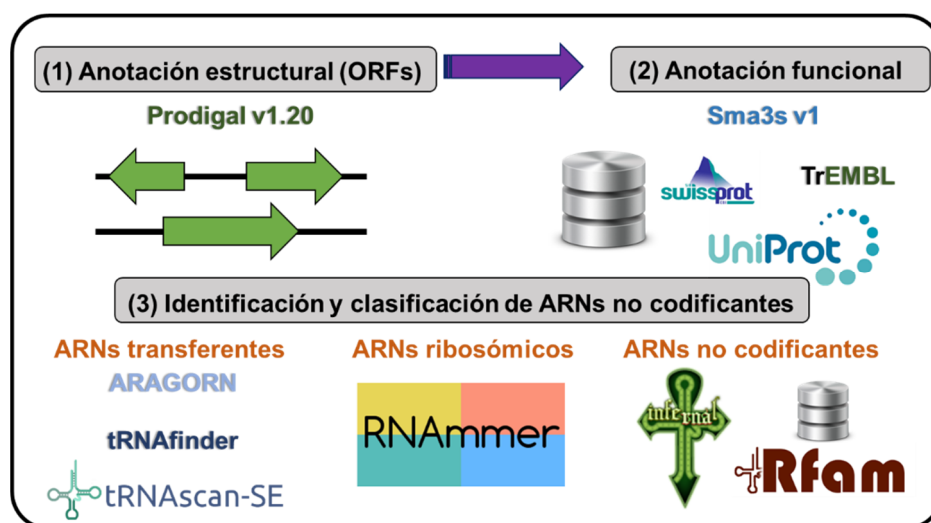 (1) Anotación estructural (ORFs)
(2) Anotación funcional
Prodigal v1.20
Sma3s v1
swissprot
TrEMBL
UniProt
(3) Identificación y clasificación de ARNs no codificantes
ARNs transferentes
ARNs ribosómicos
ARNs no codificantes
ARAGORN
tRNAfinder
tRNAscan-SE
RNAmmer
infernal
Rfam